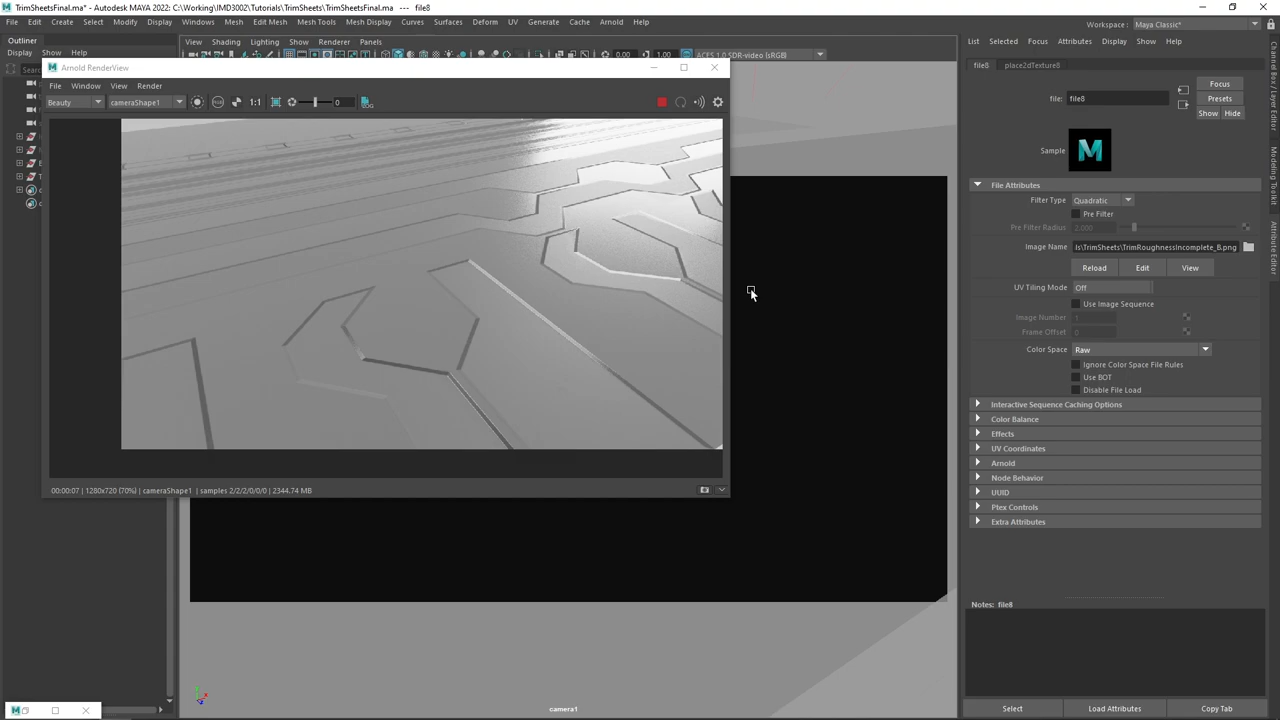 TrimSheetsFinal.ma* - Autodesk MAYA 2022: C:\Working\IMD3002\Tutorials\TrimSheets\TrimSheetsFinal.ma --- file8
File Edit Create Select Modify Display Windows Mesh Edit Mesh Mesh Tools Mesh Display Curves Surfaces Deform UV Generate Cache Arnold Help
Workspace : Maya Classic*
Outliner
Display Show Help
View Shading Lighting Show Renderer Panels
0.00 1.00 ACES 1.0 SDR-video (sRGB)
Arnold RenderView
File Window View Render
Beauty cameraShape1 1:1 0
00:00:07 | 1280x720 (70%) | cameraShape1 | samples 2/2/2/0/0/0 | 2344.74 MB
camera1
List Selected Focus Attributes Display Show Help
file8 place2dTexture8
file: file8
Focus
Presets
Show Hide
Sample
File Attributes
Filter Type Quadratic
Pre Filter
Pre Filter Radius 2.000
Image Name ls\TrimSheets\TrimRoughnessIncomplete_B.png
Reload Edit View
UV Tiling Mode Off
Use Image Sequence
Image Number 1
Frame Offset 0
Color Space Raw
Ignore Color Space File Rules
Use BOT
Disable File Load
Interactive Sequence Caching Options
Color Balance
Effects
UV Coordinates
Arnold
Node Behavior
UUID
Ptex Controls
Extra Attributes
Notes: file8
Select Load Attributes Copy Tab
Channel Box / Layer Editor
Modeling Toolkit
Attribute Editor